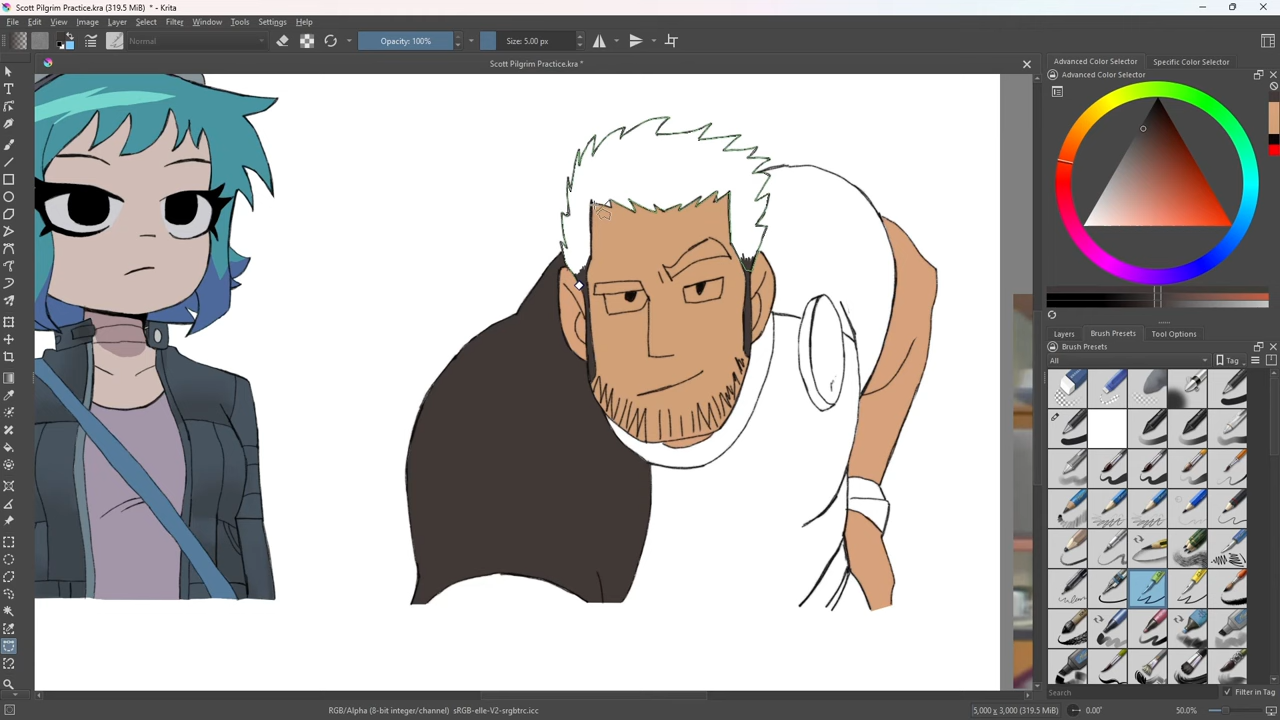 Scott Pilgrim Practice.kra (319.5 MiB) * - Krita
File Edit View Image Layer Select Filter Window Tools Settings Help
Normal Opacity: 100% Size: 5.00 px
Scott Pilgrim Practice.kra *
Advanced Color Selector Specific Color Selector
Advanced Color Selector
Layers Brush Presets Tool Options
Brush Presets
All Tag
Search Filter in Tag
RGB/Alpha (8-bit integer/channel) sRGB-elle-V2-srgbtrc.icc 5,000 x 3,000 (319.5 MiB) 0.00° 50.0%